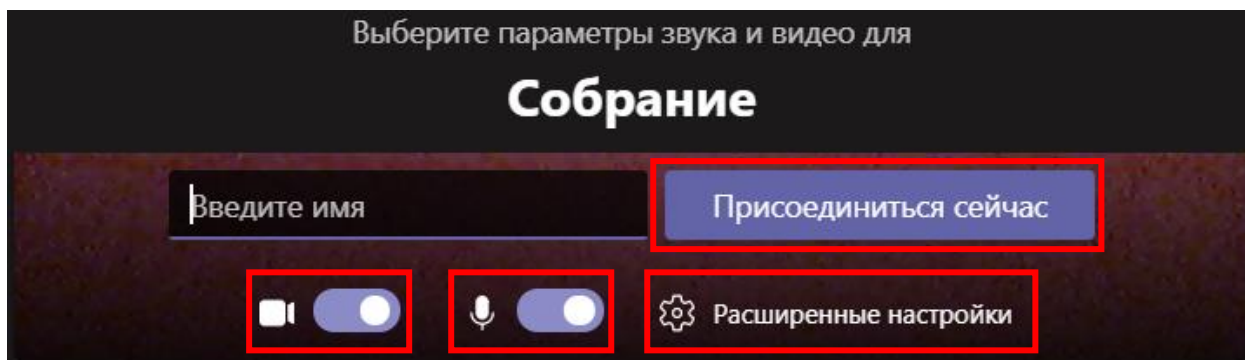 Выберите параметры звука и видео для
Собрание
Введите имя
Присоединиться сейчас
Расширенные настройки